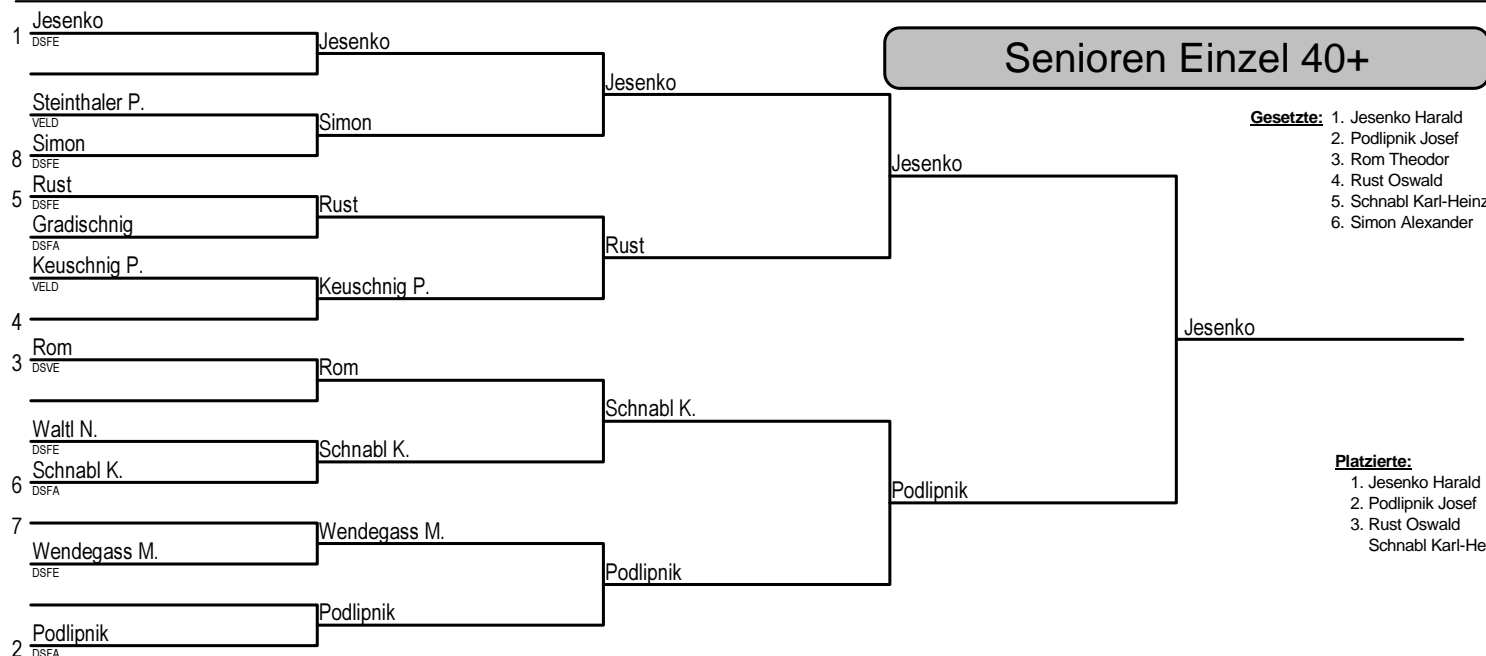 Senioren Einzel 40+
Gesetzte: 1. Jesenko Harald
2. Podlipnik Josef
3. Rom Theodor
4. Rust Oswald
5. Schnabl Karl-Heinz
6. Simon Alexander
1 Jesenko
DSFE
Steinthaler P.
VELD
8 Simon
DSFE
5 Rust
DSFE
Gradischnig
DSFA
Keuschnig P.
VELD
4
3 Rom
DSVE
Waltl N.
DSFE
6 Schnabl K.
DSFA
7
Wendegass M.
DSFE
2 Podlipnik
DSFA
Jesenko
Simon
Rust
Keuschnig P.
Rom
Schnabl K.
Wendegass M.
Podlipnik
Jesenko
Rust
Schnabl K.
Podlipnik
Jesenko
Podlipnik
Jesenko
Platzierte:
1. Jesenko Harald
2. Podlipnik Josef
3. Rust Oswald
Schnabl Karl-He